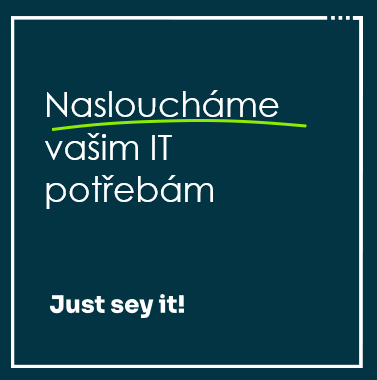 Nasloucháme
vašim IT
potřebám
Just sey it!